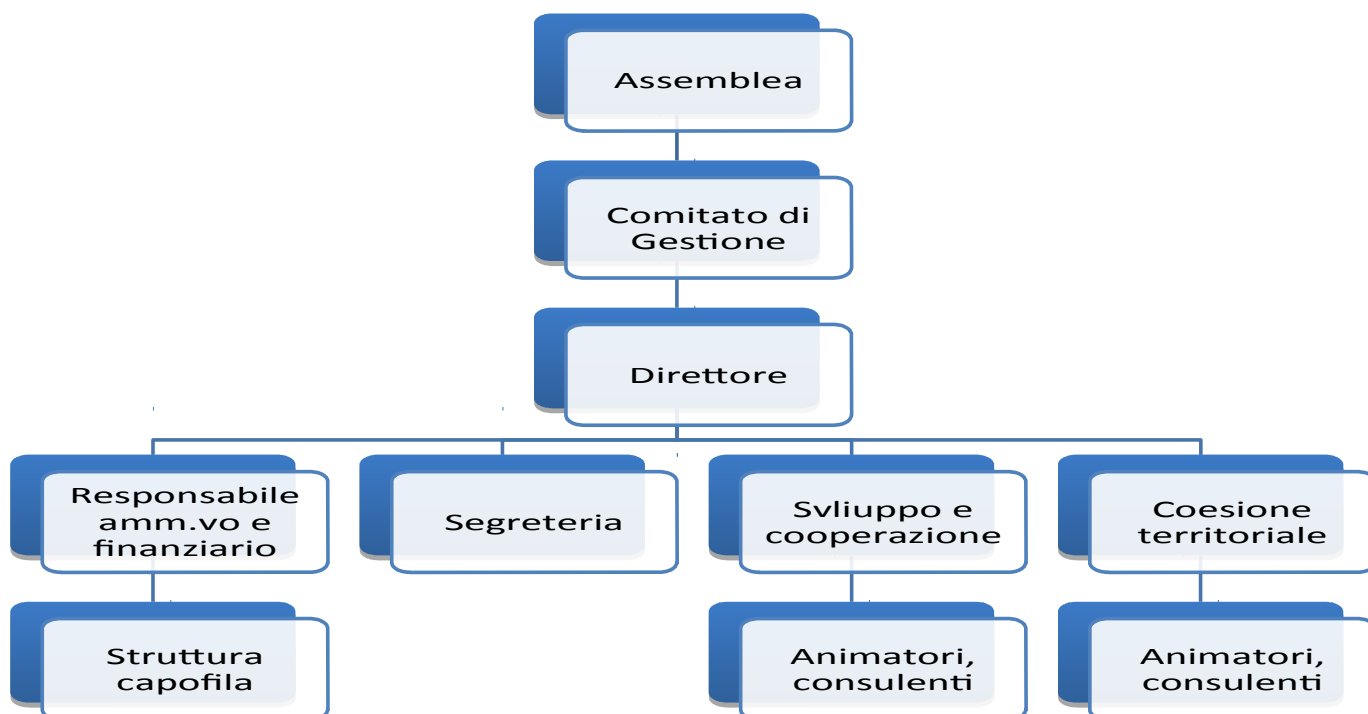 Assemblea
Comitato di
Gestione
Direttore
Responsabile
amm.vo e
finanziario
Segreteria
Svliuppo e
cooperazione
Coesione
territoriale
Struttura
capofila
Animatori,
consulenti
Animatori,
consulenti